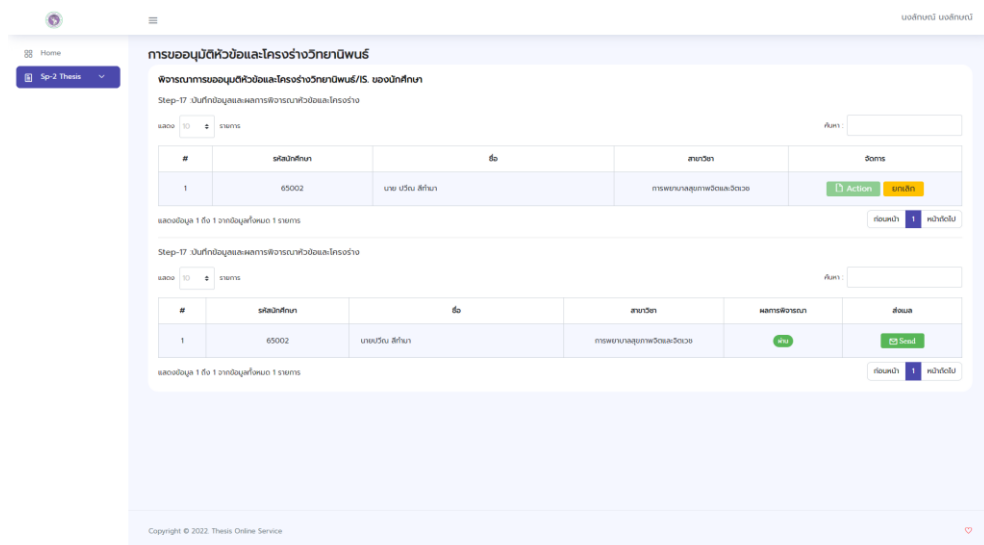 นงลักษณ์ นงลักษณ์
Home
Sp-2 Thesis
การขออนุมัติหัวข้อและโครงร่างวิทยานิพนธ์
พิจารณาการขออนุมติหัวข้อและโครงร่างวิทยานิพนธ์/IS. ของนักศึกษา
Step-17 :บันทึกข้อมูลและผลการพิจารณาหัวข้อและโครงร่าง
แสดง 10 รายการ ค้นหา :
# รหัสนักศึกษา ชื่อ สาขาวิชา จัดการ
1 65002 นาย ปวีณ สีทำมา การพยาบาลสุขภาพจิตและจิตเวช Action ยกเลิก
แสดงข้อมูล 1 ถึง 1 จากข้อมูลทั้งหมด 1 รายการ ก่อนหน้า 1 หน้าถัดไป
Step-17 :บันทึกข้อมูลและผลการพิจารณาหัวข้อและโครงร่าง
แสดง 10 รายการ ค้นหา :
# รหัสนักศึกษา ชื่อ สาขาวิชา ผลการพิจารณา ส่งเมล
1 65002 นายปวีณ สีทำมา การพยาบาลสุขภาพจิตและจิตเวช ผ่าน Send
แสดงข้อมูล 1 ถึง 1 จากข้อมูลทั้งหมด 1 รายการ ก่อนหน้า 1 หน้าถัดไป
Copyright © 2022. Thesis Online Service